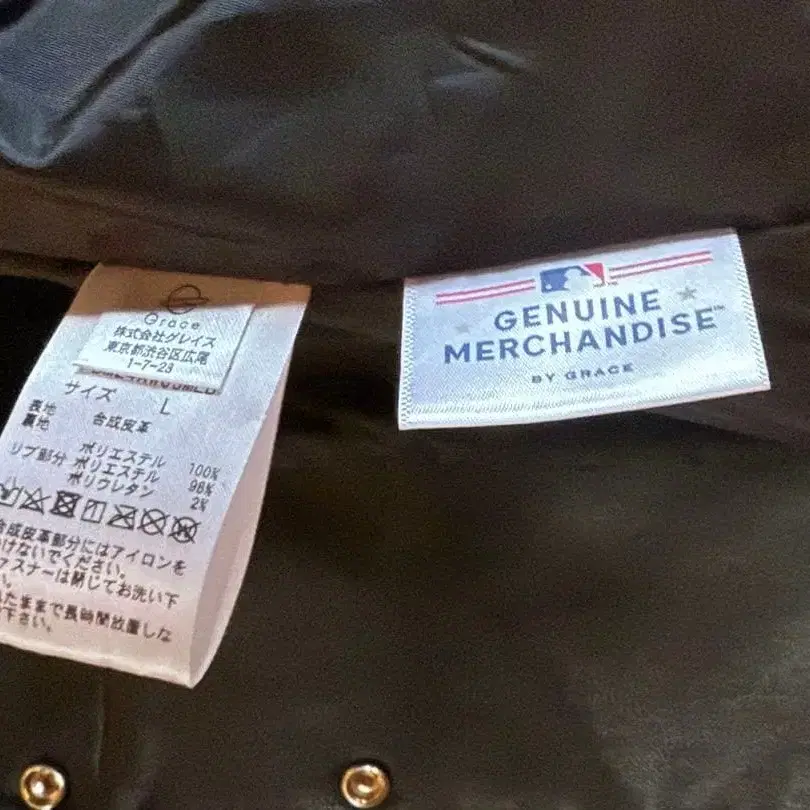 Grace
株式会社グレイス
東京都渋谷区広尾
1-7-23
サイズ L
表地 合成皮革
裏地 ポリエステル 100%
リブ部分 ポリエステル 98%
ポリウレタン 2%
合成皮革部分にはアイロンを
けないでください。
ァスナーは閉じてお洗い下
い。
れたままで長時間放置しな
下さい。
GENUINE
MERCHANDISE™
BY GRACE